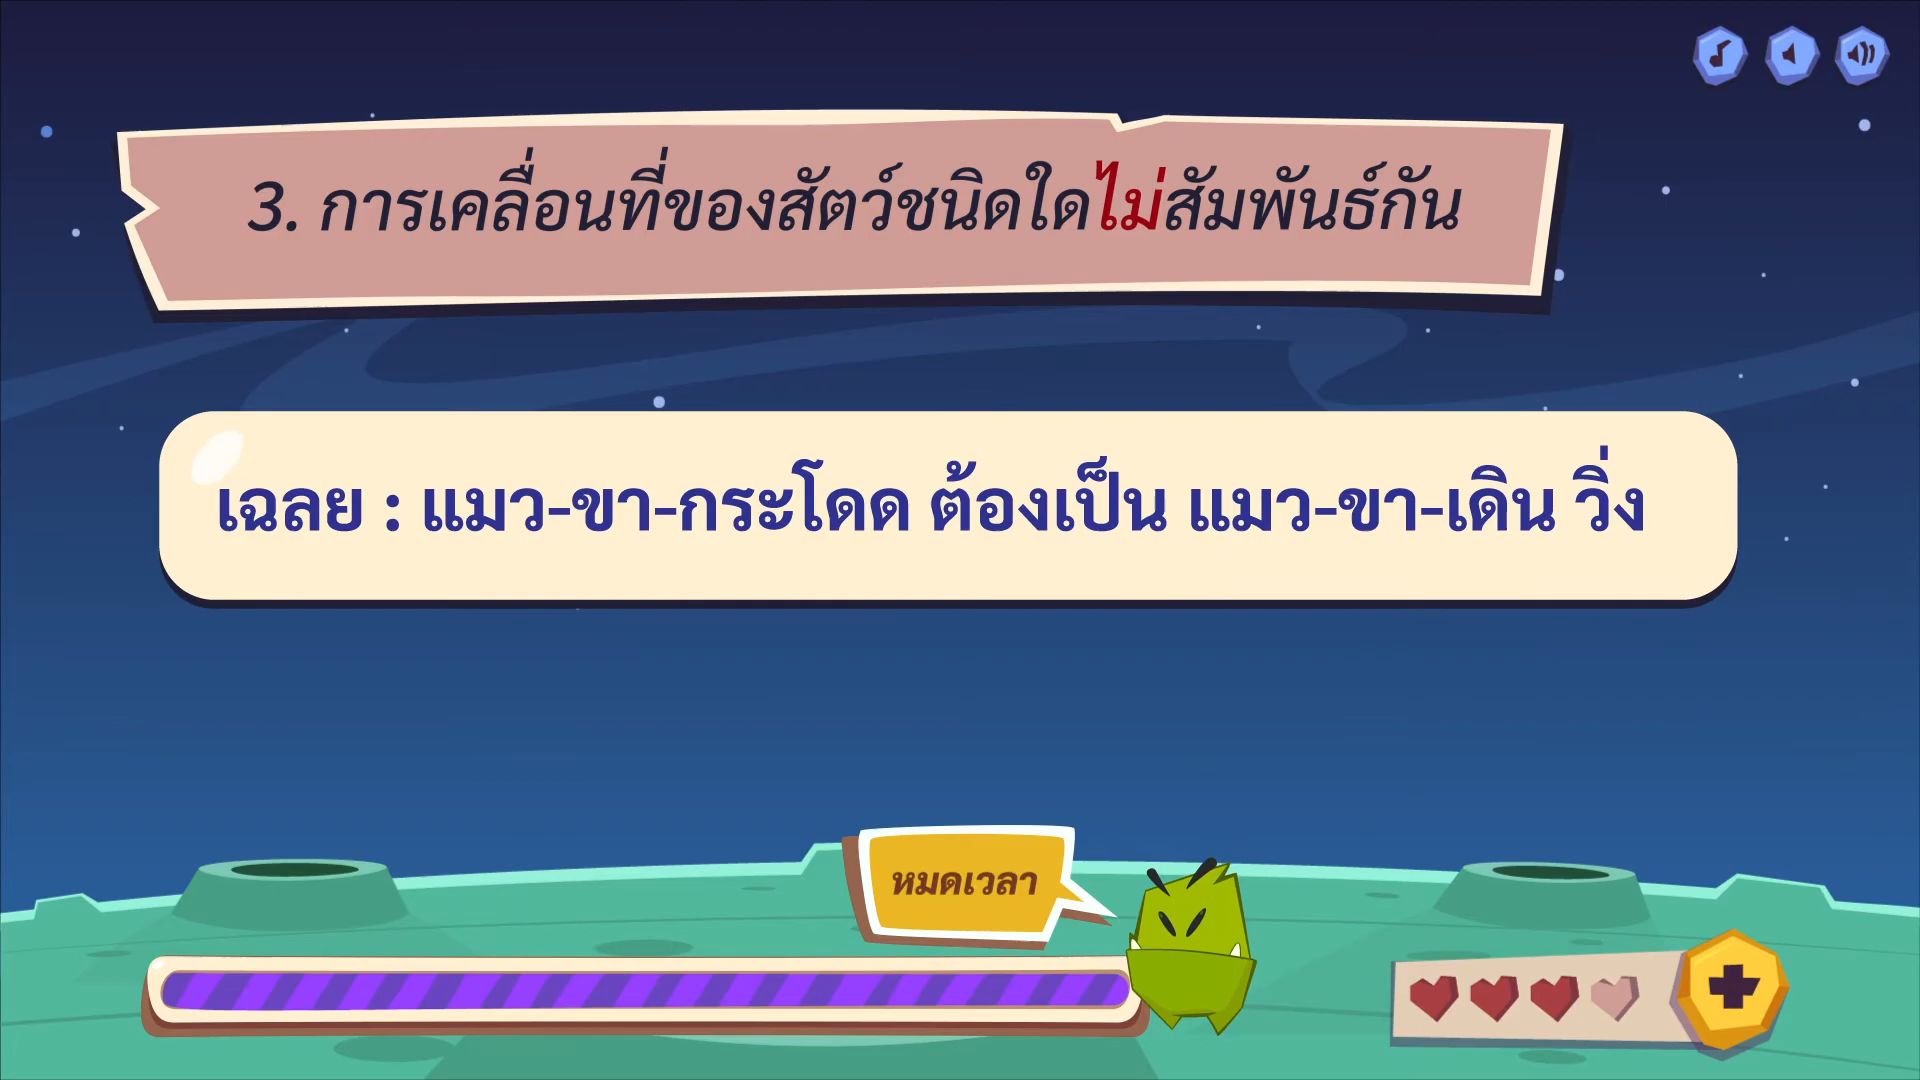 3. การเคลื่อนที่ของสัตว์ชนิดใดไม่สัมพันธ์กัน
เฉลย : แมว-ขา-กระโดด ต้องเป็น แมว-ขา-เดิน วิ่ง
หมดเวลา